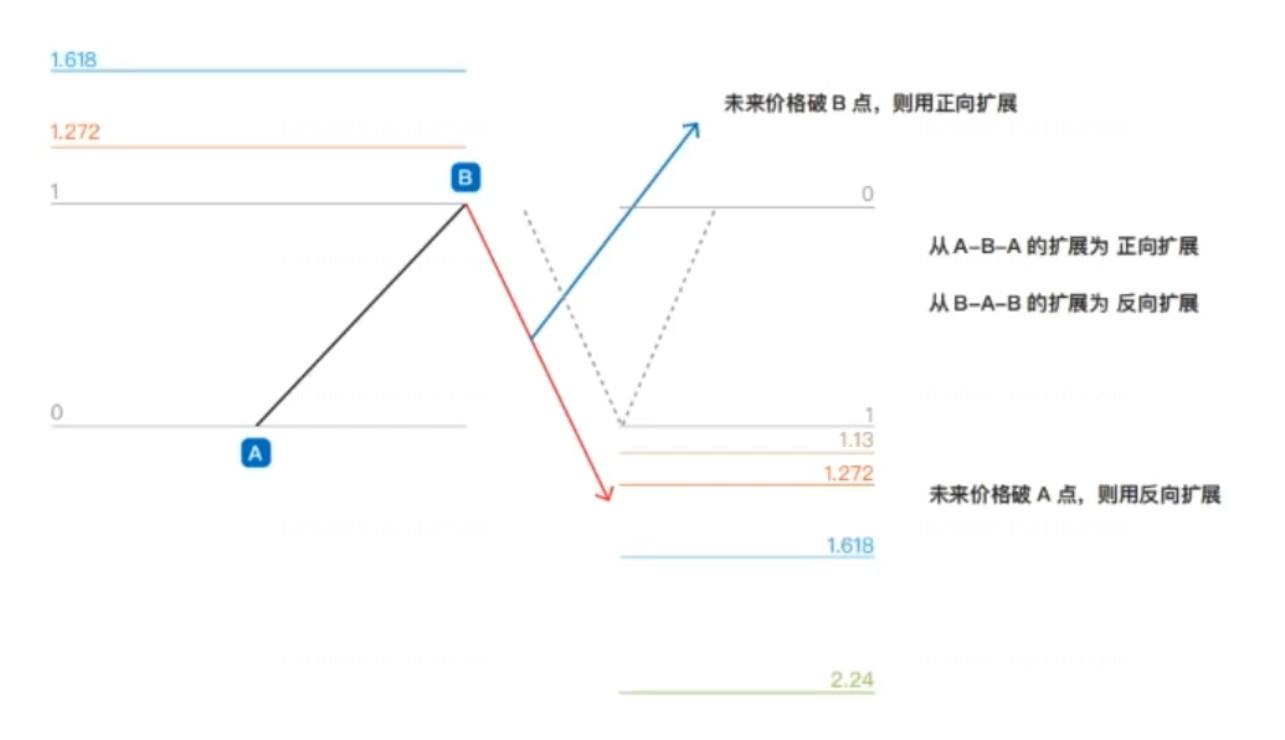 1.618
未来价格破 B 点，则用正向扩展
1.272
B
1
0
从 A-B-A 的扩展为 正向扩展
从 B-A-B 的扩展为 反向扩展
0
1
A
1.13
1.272
未来价格破 A 点，则用反向扩展
1.618
2.24